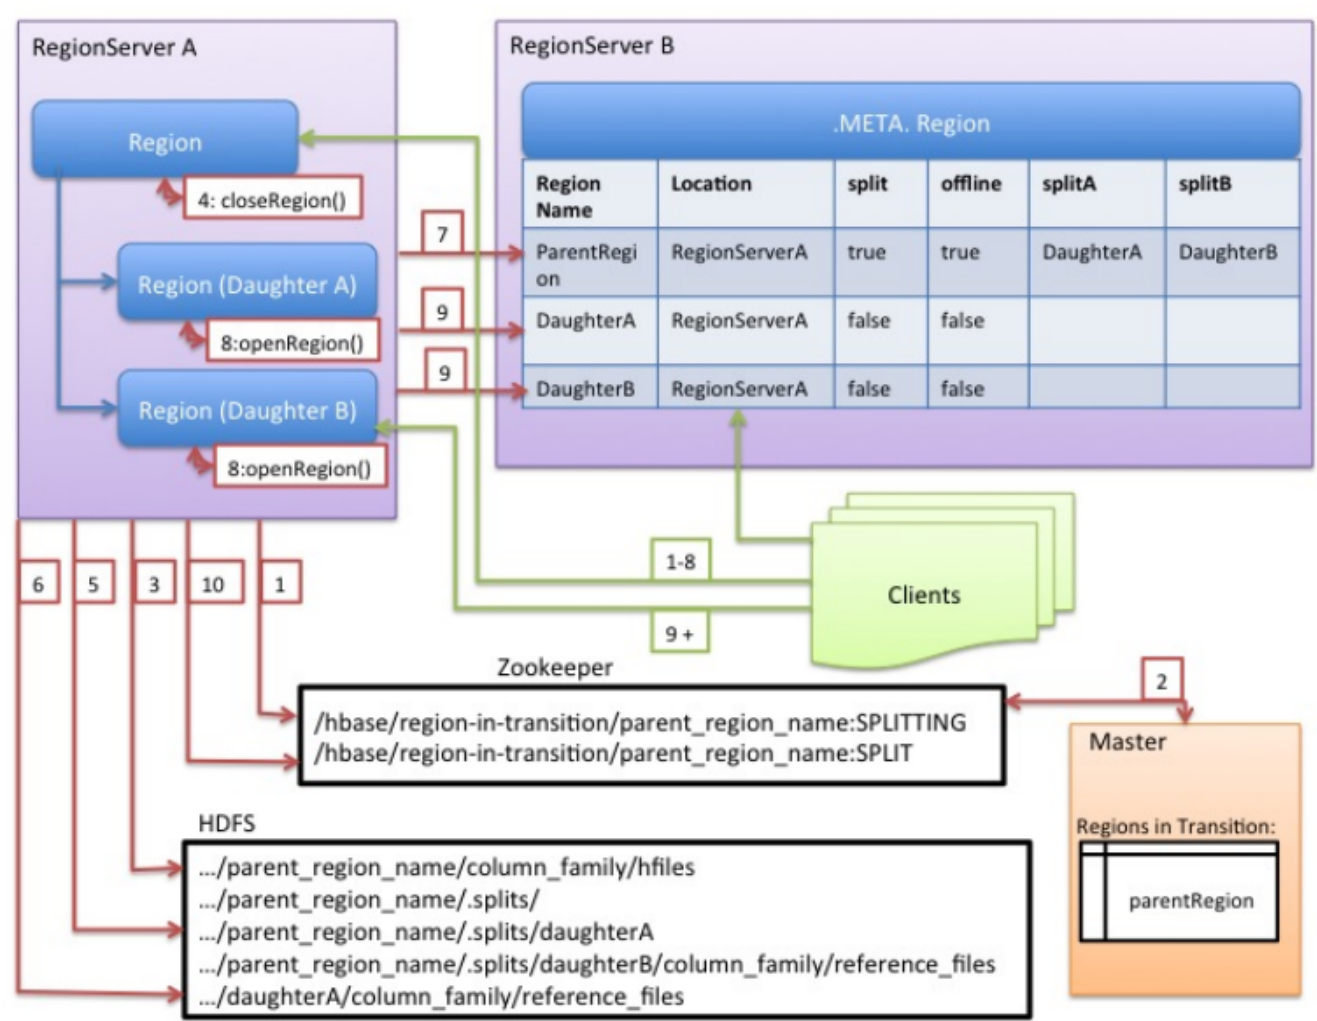 RegionServer A
Region
4: closeRegion()
Region (Daughter A)
8:openRegion()
Region (Daughter B)
8:openRegion()
7
9
9
RegionServer B
.META. Region
Region Name Location split offline splitA splitB
ParentRegi
on RegionServerA true true DaughterA DaughterB
DaughterA RegionServerA false false
DaughterB RegionServerA false false
6 5 3 10 1
1-8
9 +
Clients
Zookeeper
/hbase/region-in-transition/parent_region_name:SPLITTING
/hbase/region-in-transition/parent_region_name:SPLIT
2
Master
Regions in Transition:
parentRegion
HDFS
.../parent_region_name/column_family/hfiles
.../parent_region_name/.splits/
.../parent_region_name/.splits/daughterA
.../parent_region_name/.splits/daughterB/column_family/reference_files
.../daughterA/column_family/reference_files